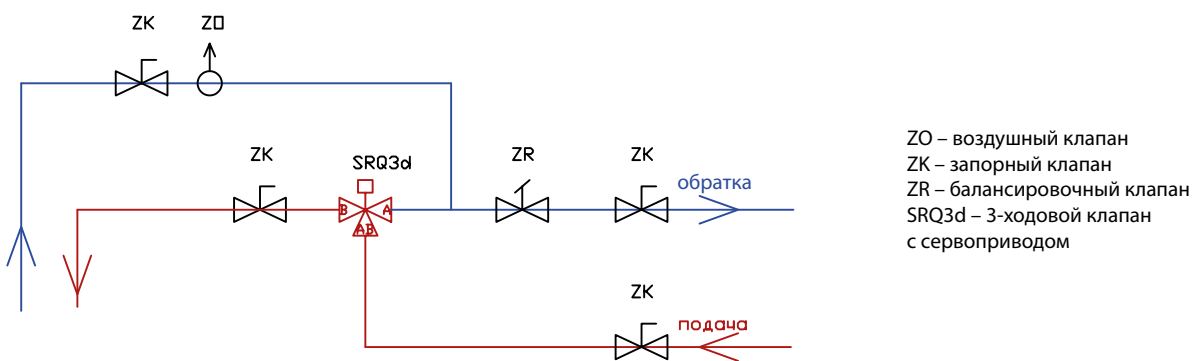 ZK
ZO
ZK
SRQ3d
ZR
ZK
B
A
AB
обратка
ZK
подача
ZO – воздушный клапан
ZK – запорный клапан
ZR – балансировочный клапан
SRQ3d – 3-ходовой клапан
с сервоприводом